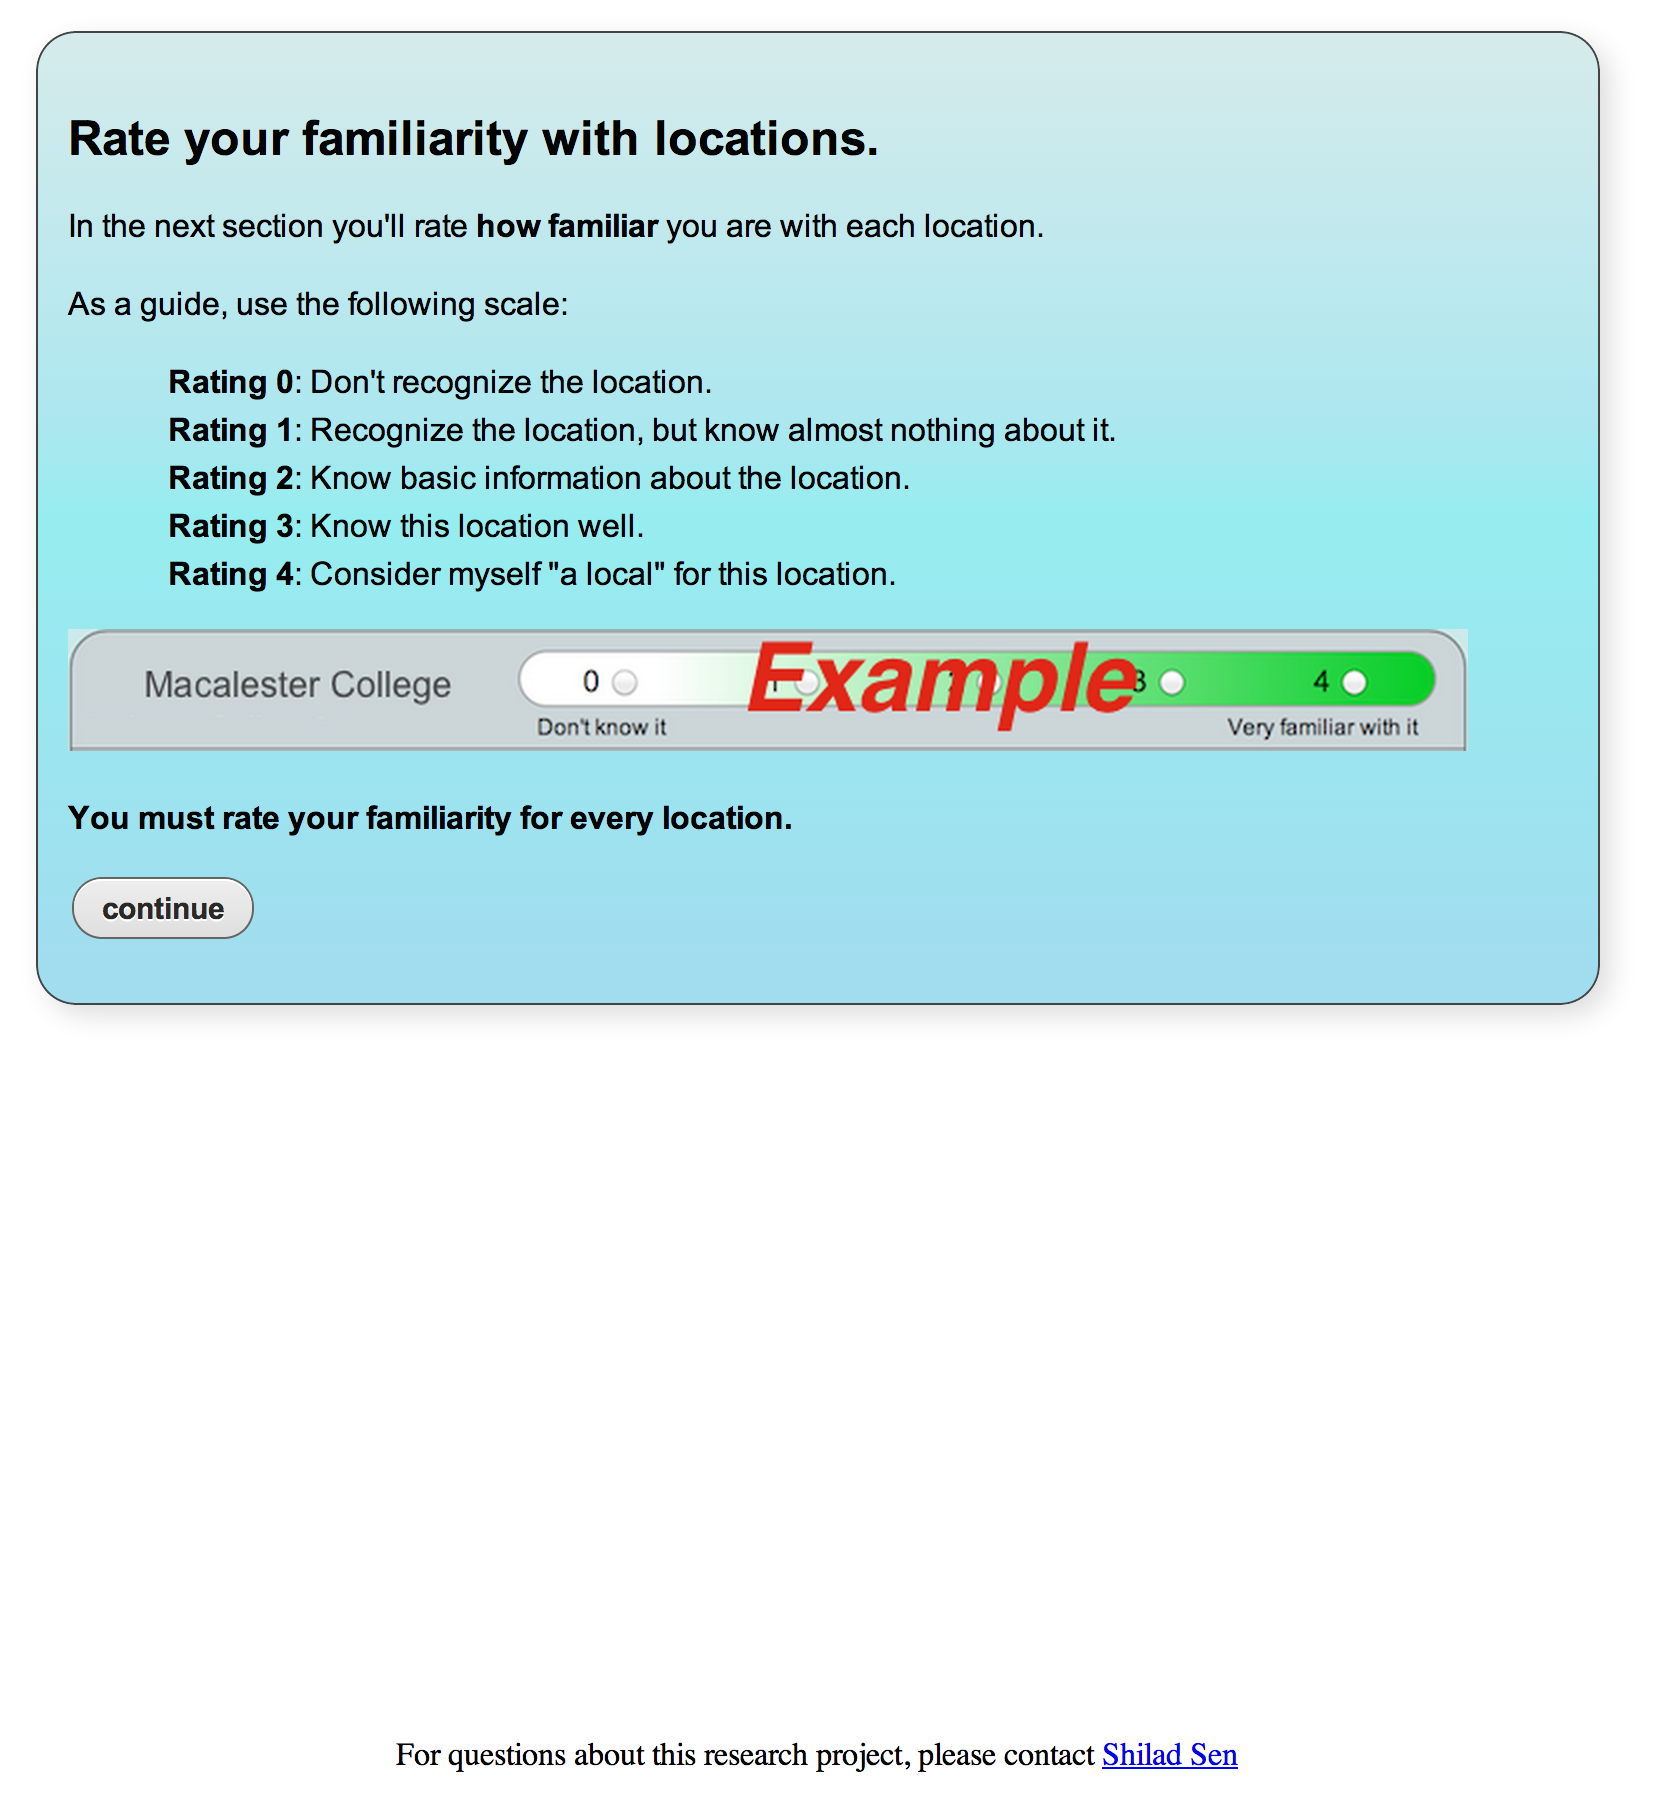 Rate your familiarity with locations.
In the next section you'll rate how familiar you are with each location.
As a guide, use the following scale:
Rating 0: Don't recognize the location.
Rating 1: Recognize the location, but know almost nothing about it.
Rating 2: Know basic information about the location.
Rating 3: Know this location well.
Rating 4: Consider myself "a local" for this location.
Macalester College 0 Example 3 4
Don't know it Very familiar with it
You must rate your familiarity for every location.
continue
For questions about this research project, please contact Shilad Sen